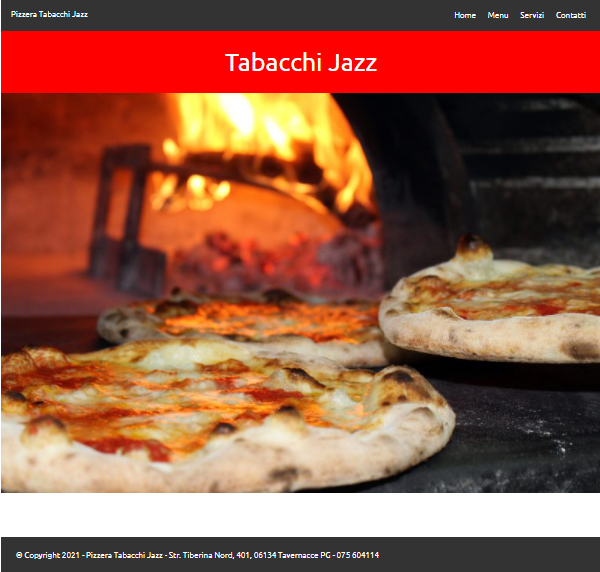 Pizzera Tabacchi Jazz Home Menu Servizi Contatti
Tabacchi Jazz
© Copyright 2021 - Pizzera Tabacchi Jazz - Str. Tiberina Nord, 401, 06134 Tavernacce PG - 075 604114